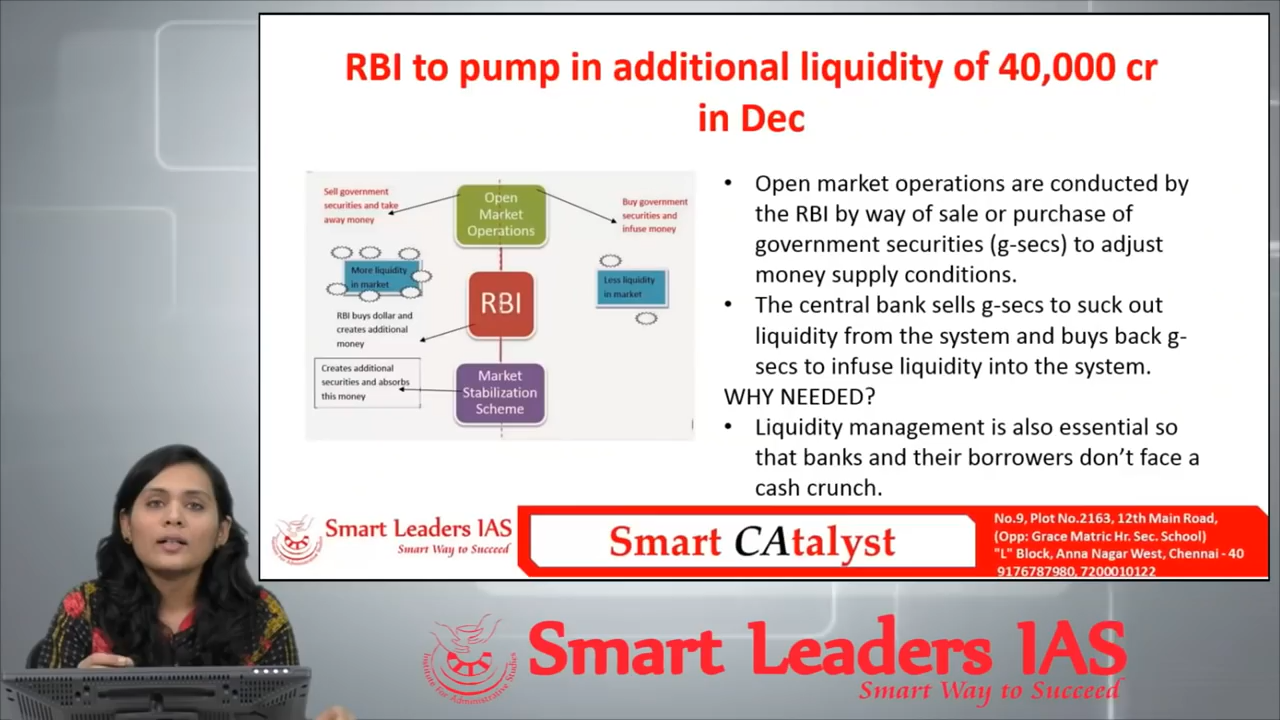 RBI to pump in additional liquidity of 40,000 cr
in Dec
Sell government
securities and take
away money
Open
Market
Operations
Buy government
securities and
infuse money
More liquidity
in market
RBI
Less liquidity
in market
RBI buys dollar and
creates additional
money
Creates additional
securities and absorbs
this money
Market
Stabilization
Scheme
• Open market operations are conducted by
the RBI by way of sale or purchase of
government securities (g-secs) to adjust
money supply conditions.
• The central bank sells g-secs to suck out
liquidity from the system and buys back g-
secs to infuse liquidity into the system.
WHY NEEDED?
• Liquidity management is also essential so
that banks and their borrowers don't face a
cash crunch.
Smart Leaders IAS
Smart Way to Succeed
Smart CAtalyst
No.9, Plot No.2163, 12th Main Road,
(Opp: Grace Matric Hr. Sec. School)
"L" Block, Anna Nagar West, Chennai - 40
9176787980, 7200010122
Institute For Administrative Studies
Smart Leaders IAS
Smart Way to Succeed